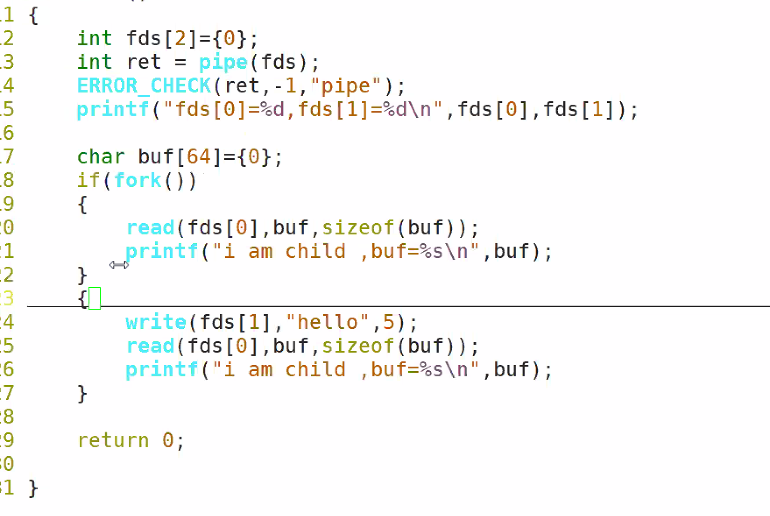 11 {
12     int fds[2]={0};
13     int ret = pipe(fds);
14     ERROR_CHECK(ret,-1,"pipe");
15     printf("fds[0]=%d,fds[1]=%d\n",fds[0],fds[1]);
16
17     char buf[64]={0};
18     if(fork())
19     {
20         read(fds[0],buf,sizeof(buf));
21         printf("i am child ,buf=%s\n",buf);
22     }
23     {
24         write(fds[1],"hello",5);
25         read(fds[0],buf,sizeof(buf));
26         printf("i am child ,buf=%s\n",buf);
27     }
28
29     return 0;
30
31 }